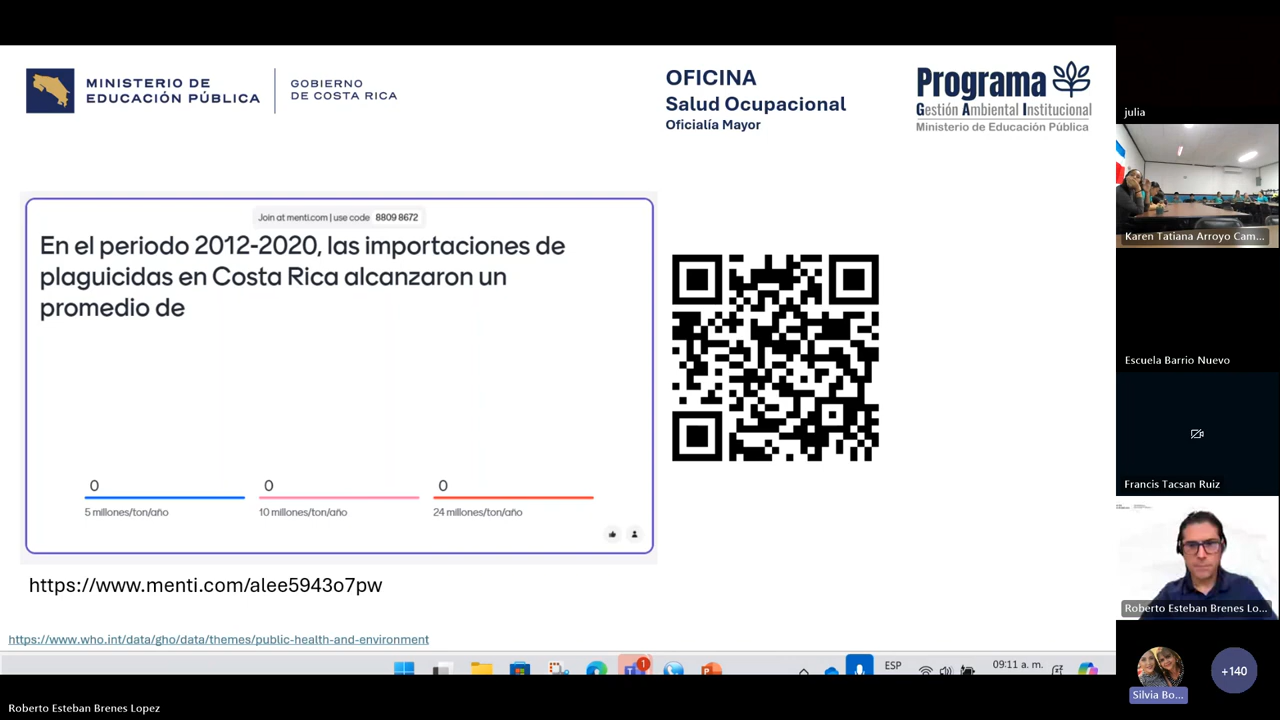 MINISTERIO DE
EDUCACIÓN PÚBLICA
GOBIERNO
DE COSTA RICA
OFICINA
Salud Ocupacional
Oficialía Mayor
Programa
Gestión Ambiental Institucional
Ministerio de Educación Pública
Join at menti.com | use code 8809 8672
En el periodo 2012-2020, las importaciones de
plaguicidas en Costa Rica alcanzaron un
promedio de
0
0
0
5 millones/ton/año
10 millones/ton/año
24 millones/ton/año
https://www.menti.com/alee5943o7pw
https://www.who.int/data/gho/data/themes/public-health-and-environment
1
ESP
09:11 a. m.
julia
Karen Tatiana Arroyo Cam...
Escuela Barrio Nuevo
Francis Tacsan Ruiz
Roberto Esteban Brenes Lo...
Silvia Bo...
+140
Roberto Esteban Brenes Lopez